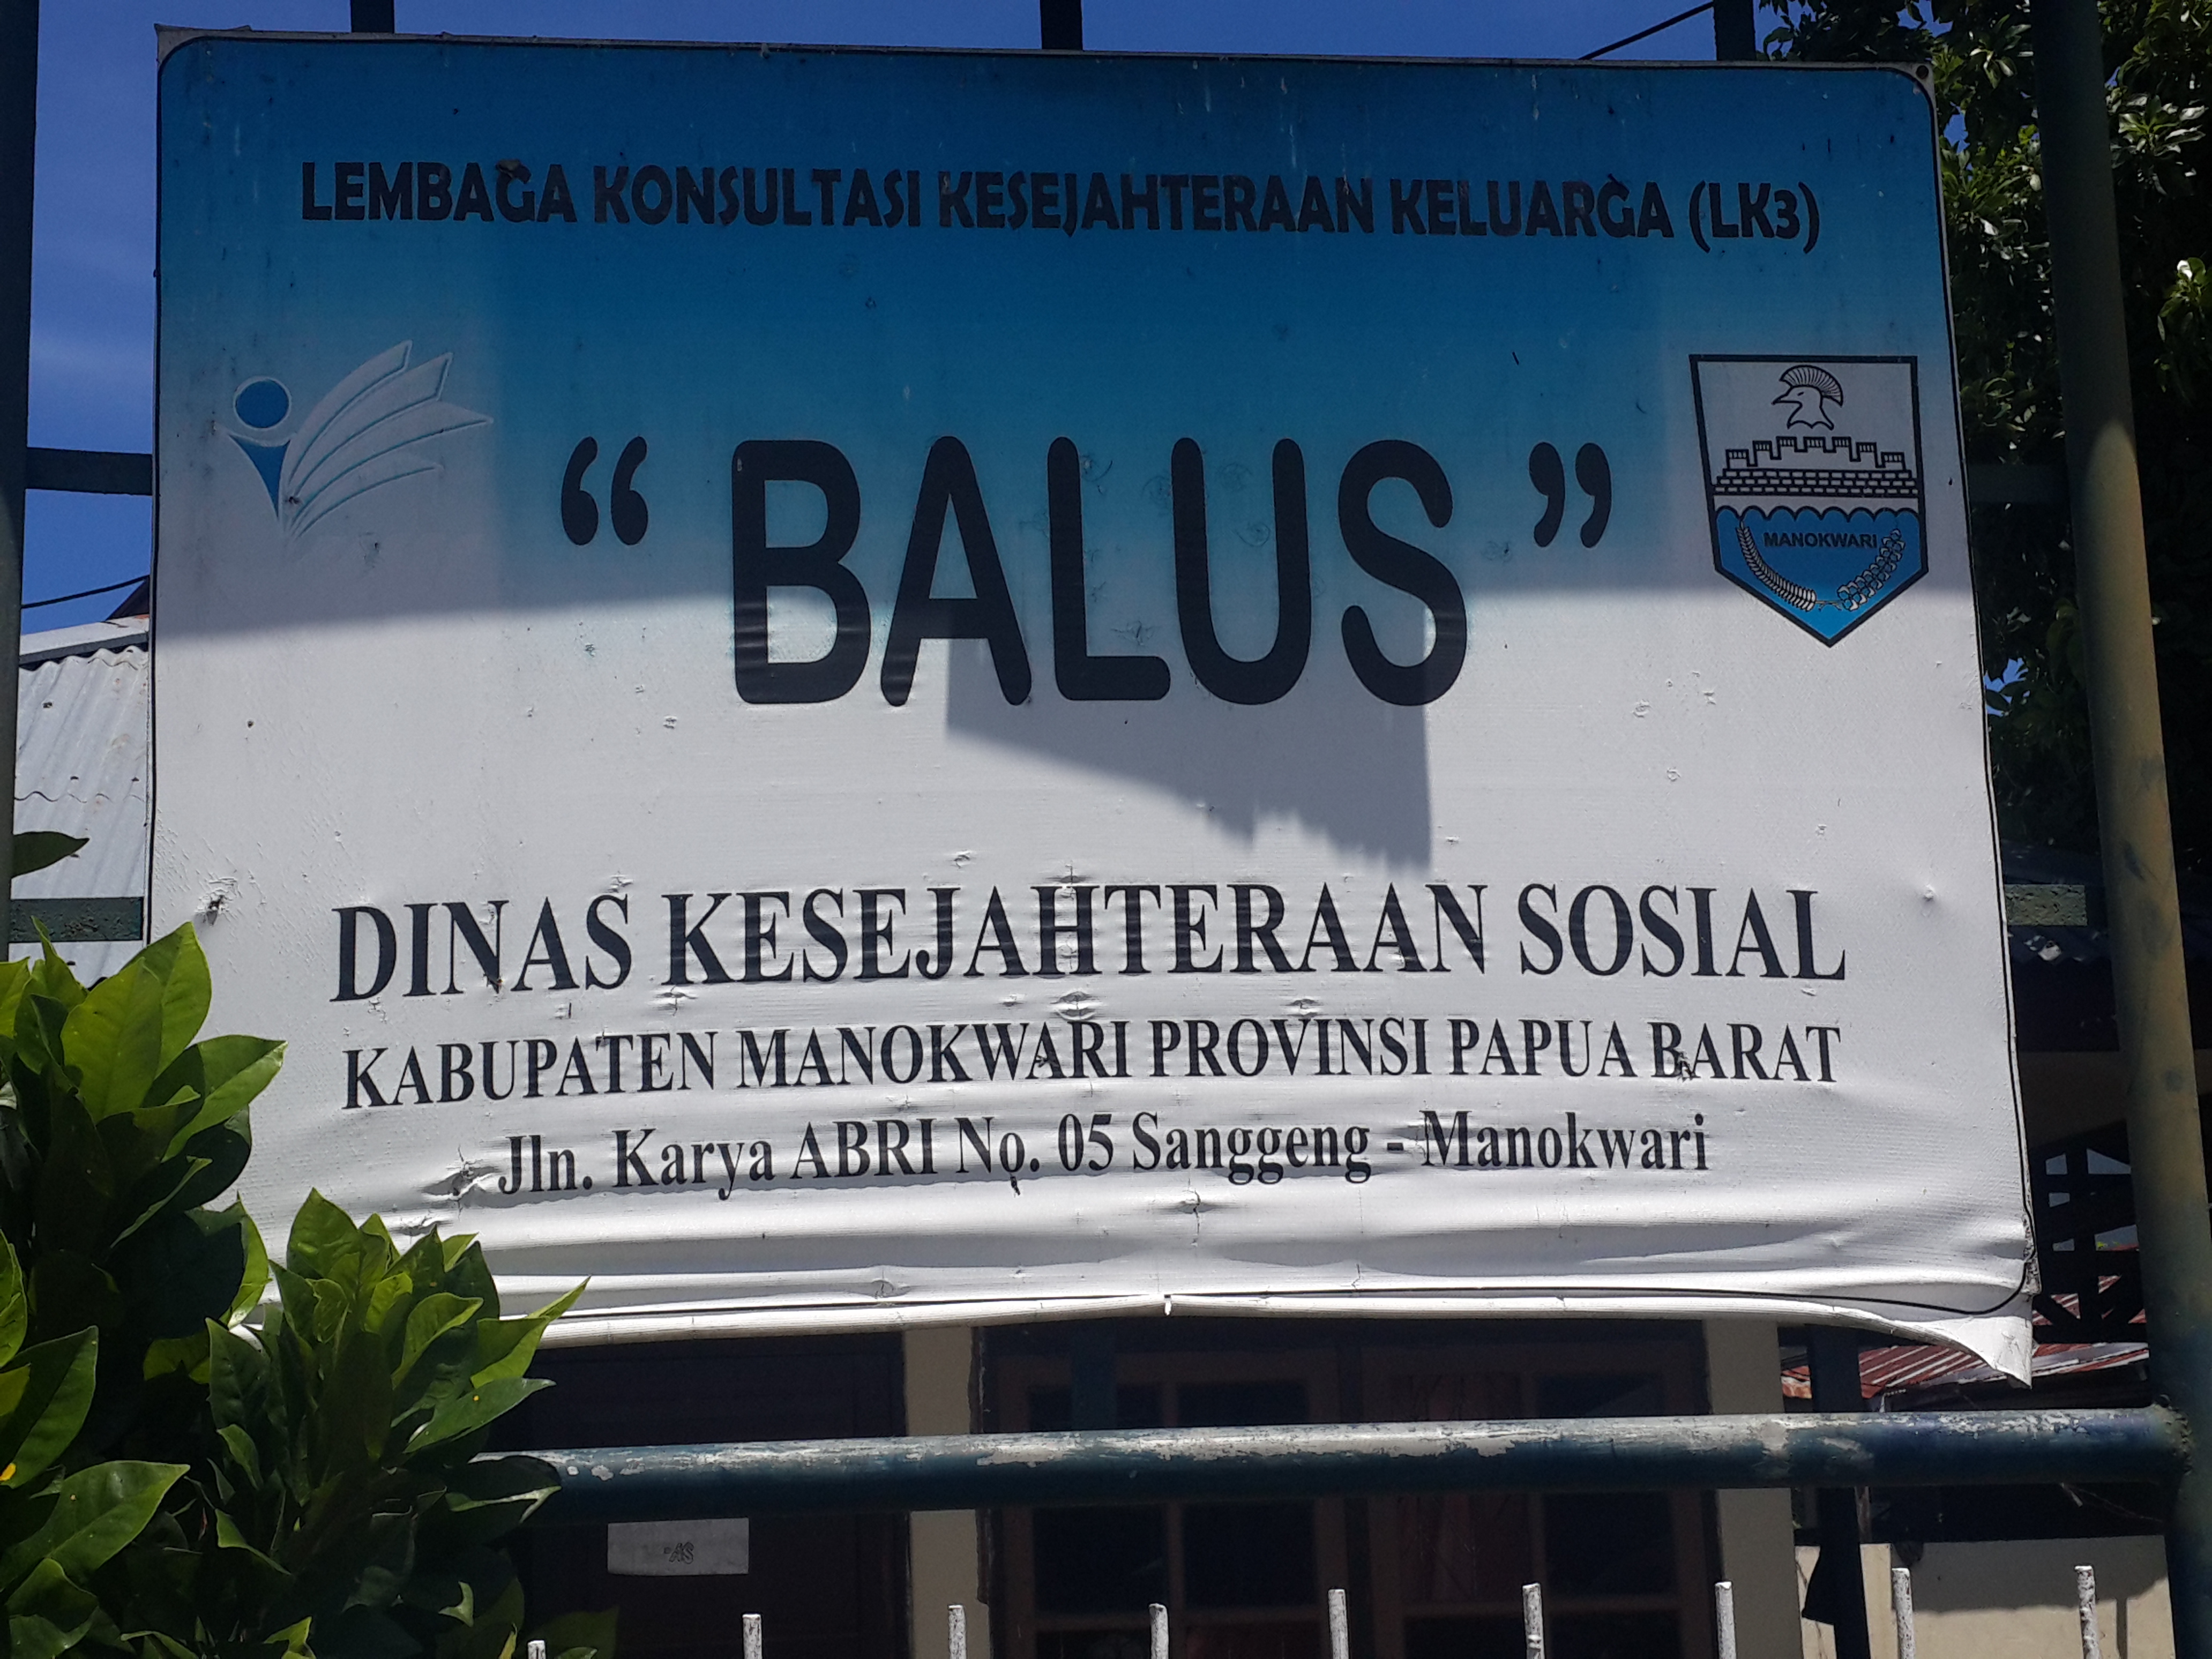 LEMBAGA KONSULTASI KESEJAHTERAAN KELUARGA (LK3)
“ BALUS ”
MANOKWARI
DINAS KESEJAHTERAAN SOSIAL
KABUPATEN MANOKWARI PROVINSI PAPUA BARAT
Jln. Karya ABRI No. 05 Sanggeng - Manokwari